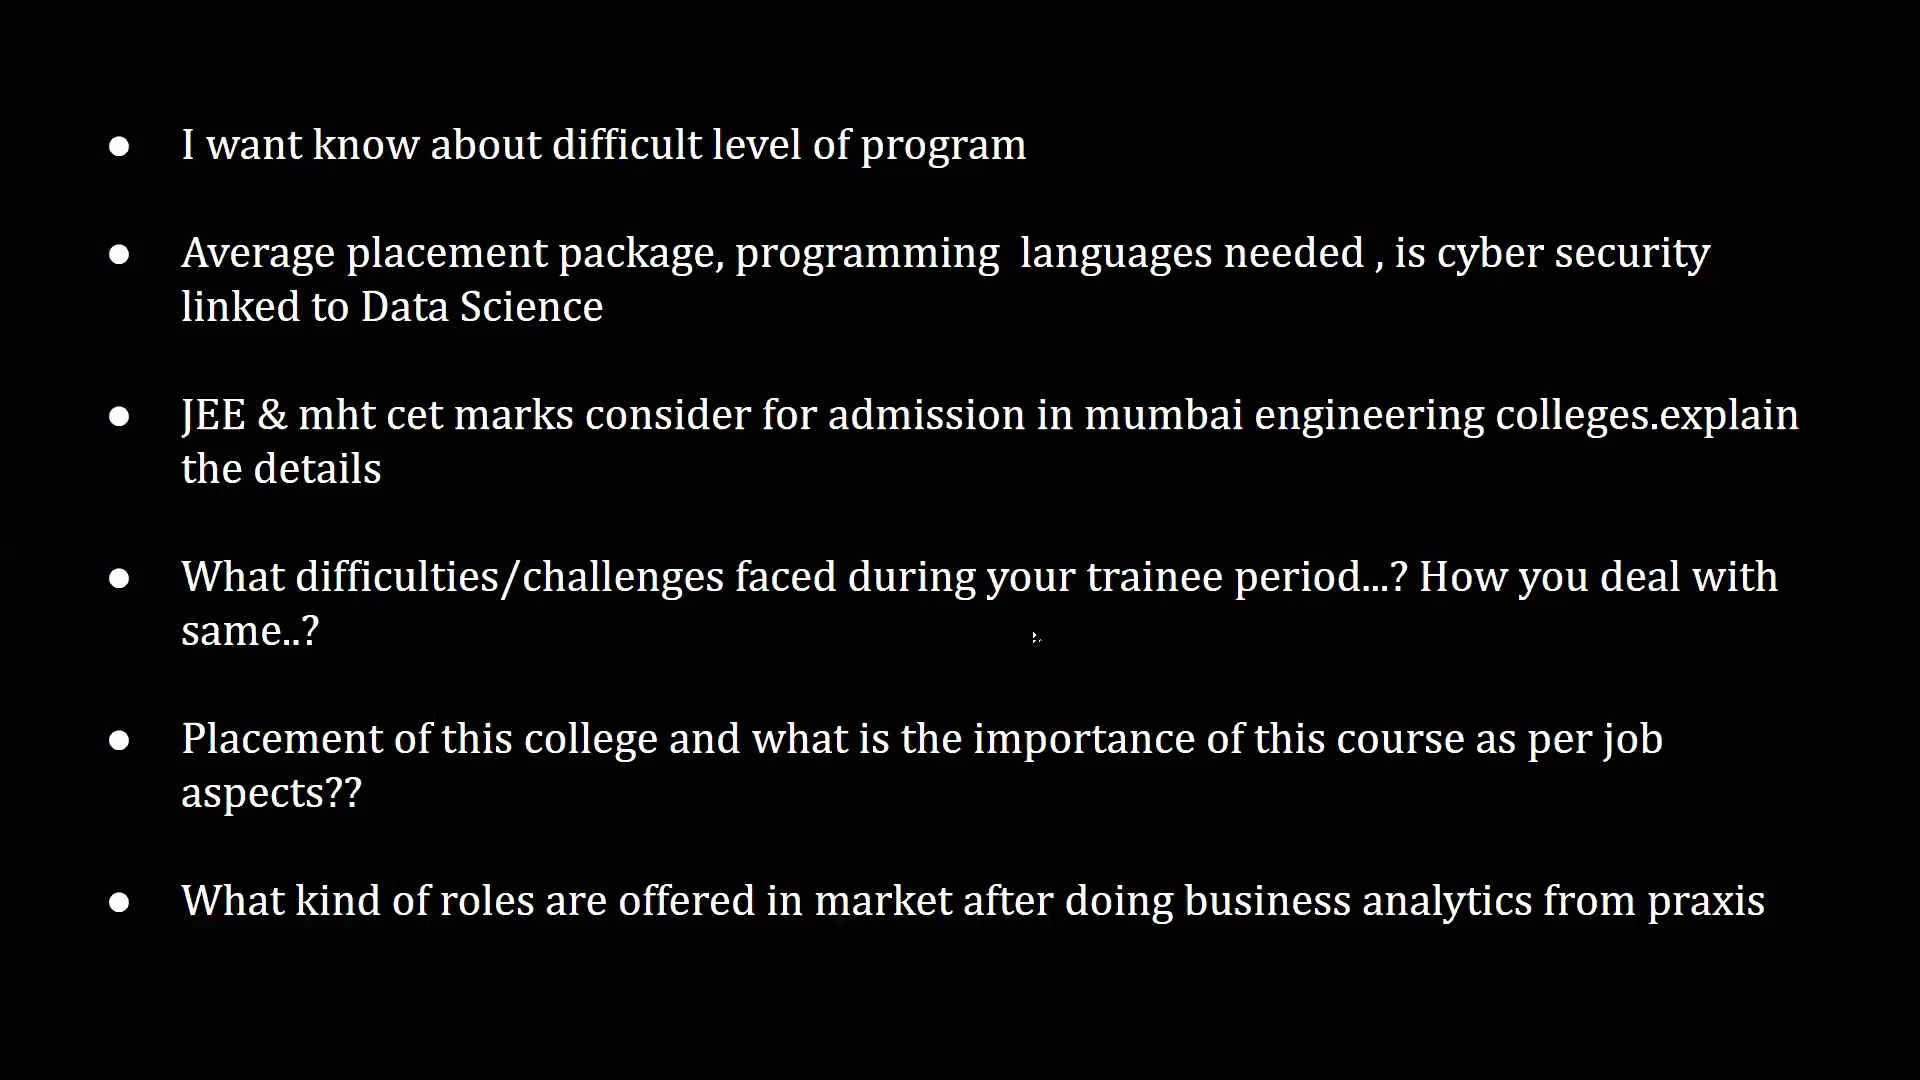 ● I want know about difficult level of program
● Average placement package, programming  languages needed , is cyber security
linked to Data Science
● JEE & mht cet marks consider for admission in mumbai engineering colleges.explain
the details
● What difficulties/challenges faced during your trainee period...? How you deal with
same..?
● Placement of this college and what is the importance of this course as per job
aspects??
● What kind of roles are offered in market after doing business analytics from praxis